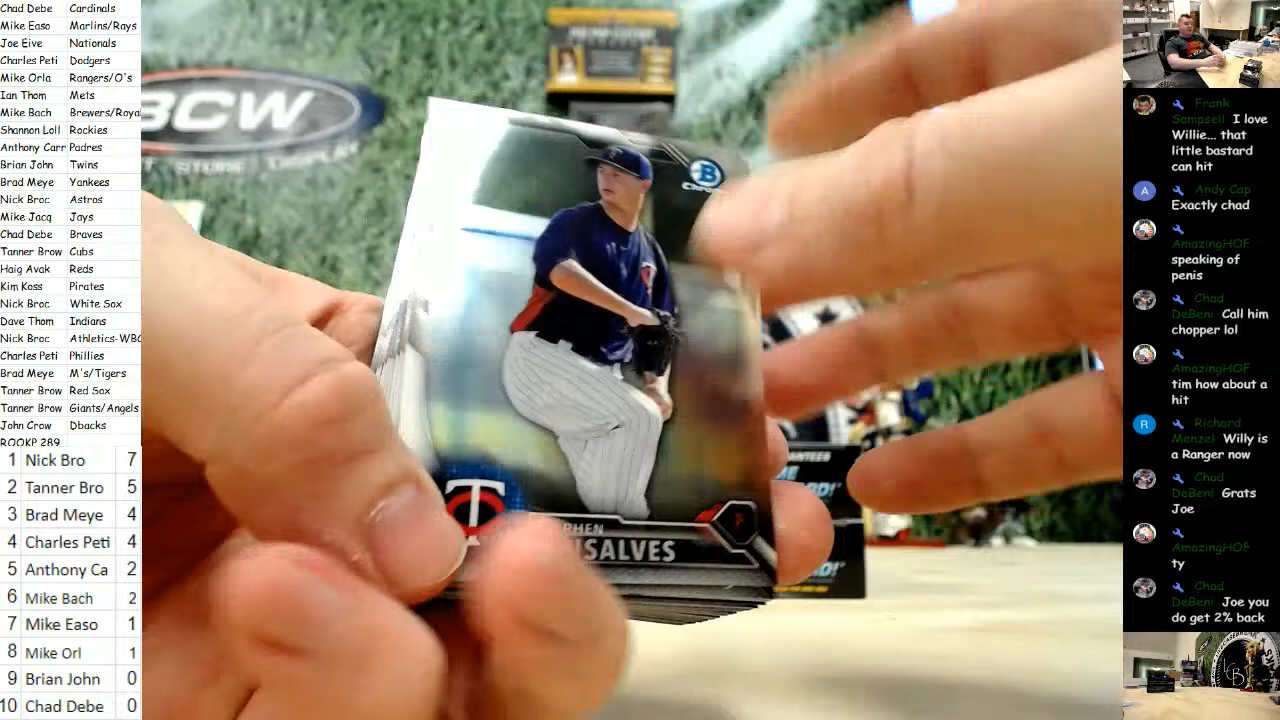 Chad Debe Cardinals
Mike Easo Marlins/Rays
Joe Eive Nationals
Charles Peti Dodgers
Mike Orla Rangers/O's
Ian Thom Mets
Mike Bach Brewers/Roya
Shannon Loll Rockies
Anthony Carr Padres
Brian John Twins
Brad Meye Yankees
Nick Broc Astros
Mike Jacq Jays
Chad Debe Braves
Tanner Brow Cubs
Haig Avak Reds
Kim Koss Pirates
Nick Broc White Sox
Dave Thom Indians
Nick Broc Athletics-WBC
Charles Peti Phillies
Brad Meye M's/Tigers
Tanner Brow Red Sox
Tanner Brow Giants/Angels
John Crow Dbacks
1 Nick Bro 7
2 Tanner Bro 5
3 Brad Meye 4
4 Charles Peti 4
5 Anthony Ca 2
6 Mike Bach 2
7 Mike Easo 1
8 Mike Orl 1
9 Brian John 0
10 Chad Debe 0
BCW
STORE DISPLAY
B
TC
PHEN
SALVES
P
Frank
Sampsell I love
Willie... that
little bastard
can hit
A Andy Cap
Exactly chad
AmazingHOF
speaking of
penis
Chad
DeBeni Call him
chopper lol
AmazingHOF
tim how about a
hit
R Richard
Menzel Willy is
a Ranger now
Chad
DeBeni Grats
Joe
AmazingHOF
ty
Chad
DeBeni Joe you
do get 2% back